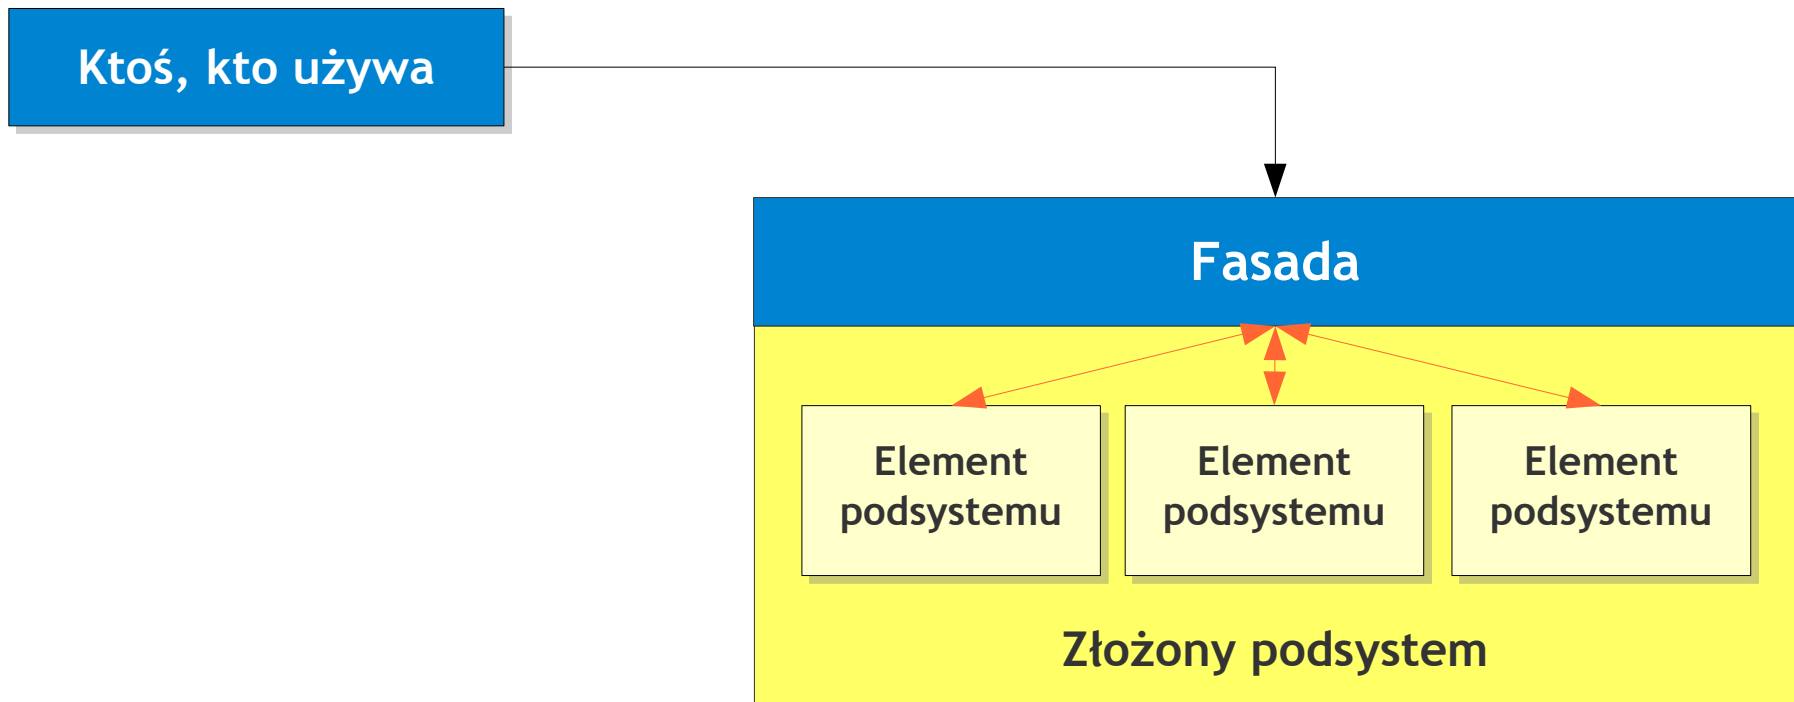 Ktoś, kto używa
Fasada
Element
podsystemu
Element
podsystemu
Element
podsystemu
Złożony podsystem